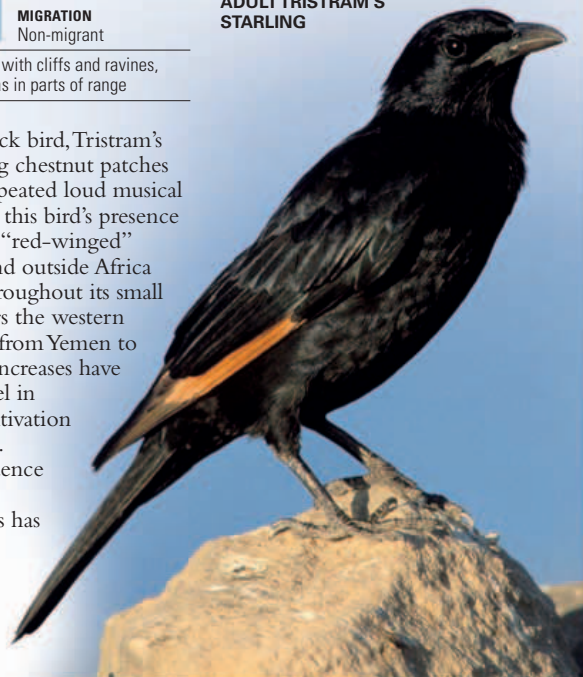 MIGRATION
Non-migrant
with cliffs and ravines,
s in parts of range
ADULT TRISTRAM'S
STARLING
ck bird, Tristram's
g chestnut patches
peated loud musical
this bird's presence
"red-winged"
nd outside Africa
roughout its small
s the western
from Yemen to
ncreases have
el in
tivation
.
ence
s has